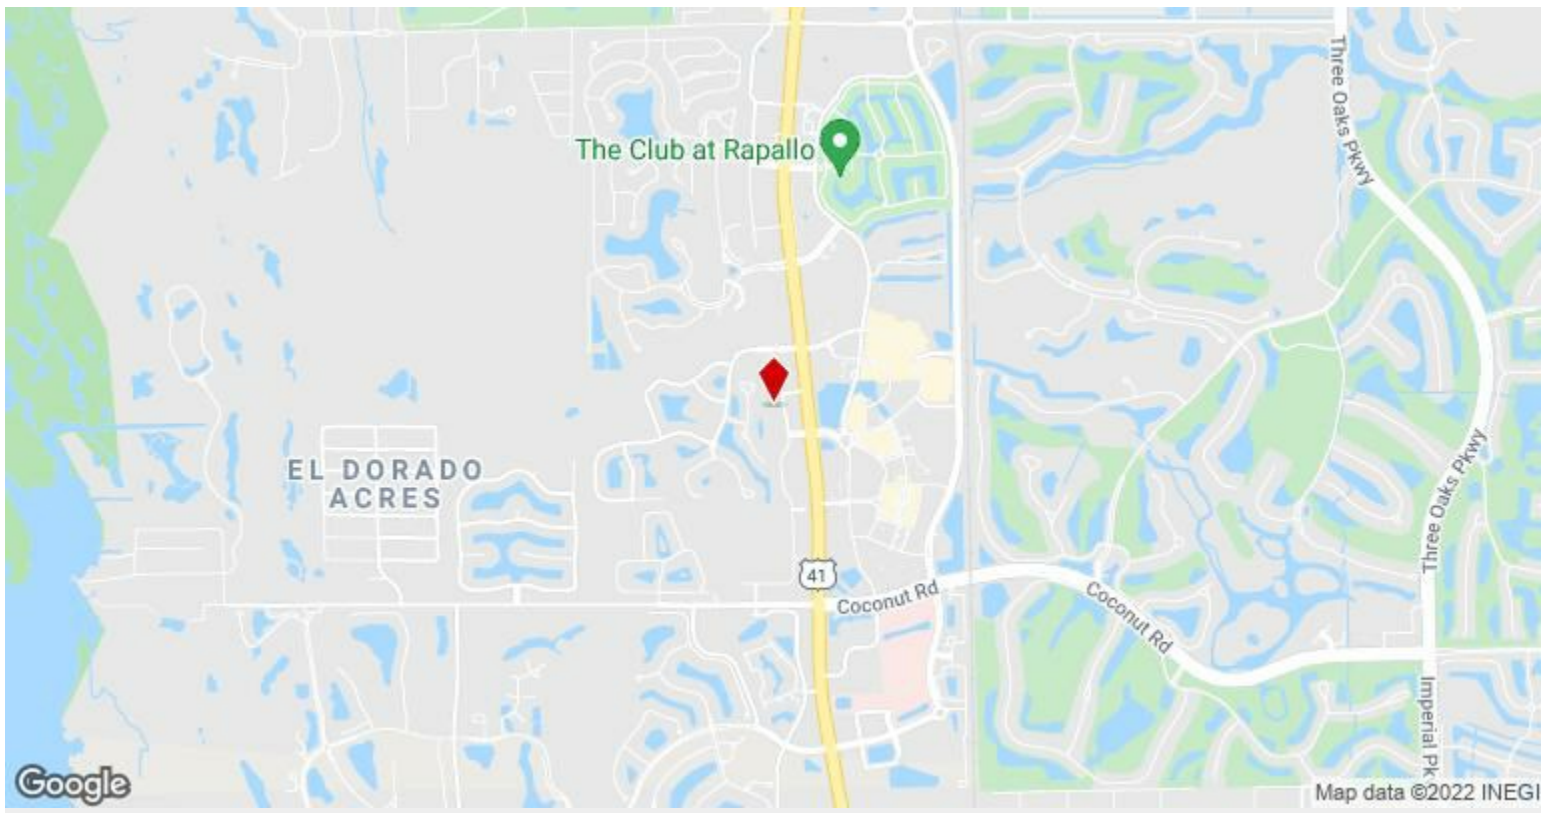 Three Oaks Pkwy
The Club at Rapallo
EL DORADO
ACRES
Three Oaks Pkwy
41
Coconut Rd
Coconut Rd
Imperial Pk
Google
Map data ©2022 INEGI